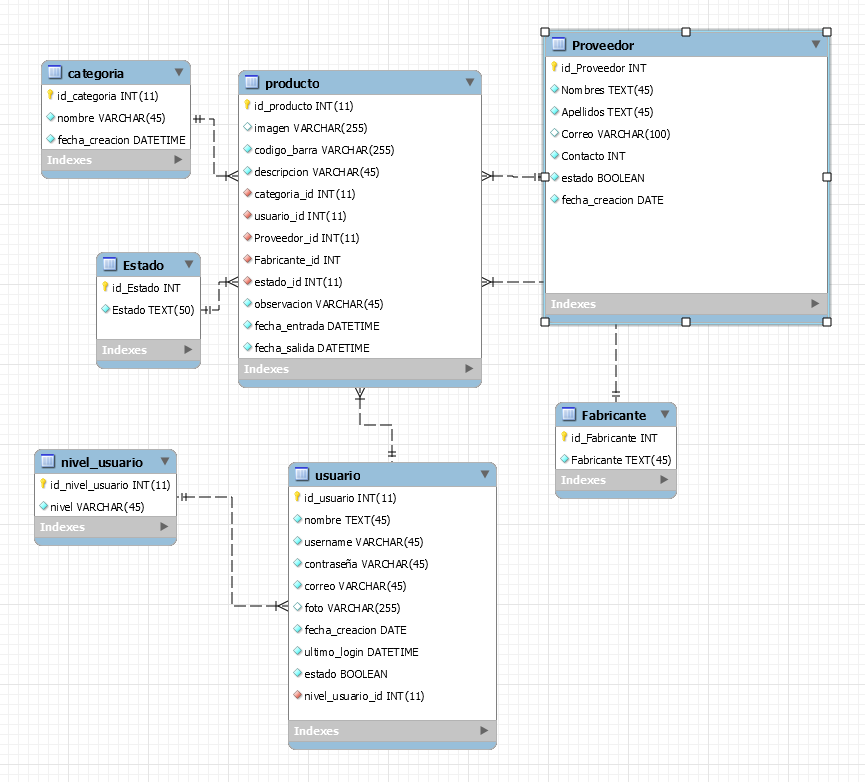 categoria
id_categoria INT(11)
nombre VARCHAR(45)
fecha_creacion DATETIME
Indexes
producto
id_producto INT(11)
imagen VARCHAR(255)
codigo_barra VARCHAR(255)
descripcion VARCHAR(45)
categoria_id INT(11)
usuario_id INT(11)
Proveedor_id INT(11)
Fabricante_id INT
estado_id INT(11)
observacion VARCHAR(45)
fecha_entrada DATETIME
fecha_salida DATETIME
Indexes
Proveedor
id_Proveedor INT
Nombres TEXT(45)
Apellidos TEXT(45)
Correo VARCHAR(100)
Contacto INT
estado BOOLEAN
fecha_creacion DATE
Indexes
Estado
id_Estado INT
Estado TEXT(50)
Indexes
Fabricante
id_Fabricante INT
Fabricante TEXT(45)
Indexes
nivel_usuario
id_nivel_usuario INT(11)
nivel VARCHAR(45)
Indexes
usuario
id_usuario INT(11)
nombre TEXT(45)
username VARCHAR(45)
contraseña VARCHAR(45)
correo VARCHAR(45)
foto VARCHAR(255)
fecha_creacion DATE
ultimo_login DATETIME
estado BOOLEAN
nivel_usuario_id INT(11)
Indexes